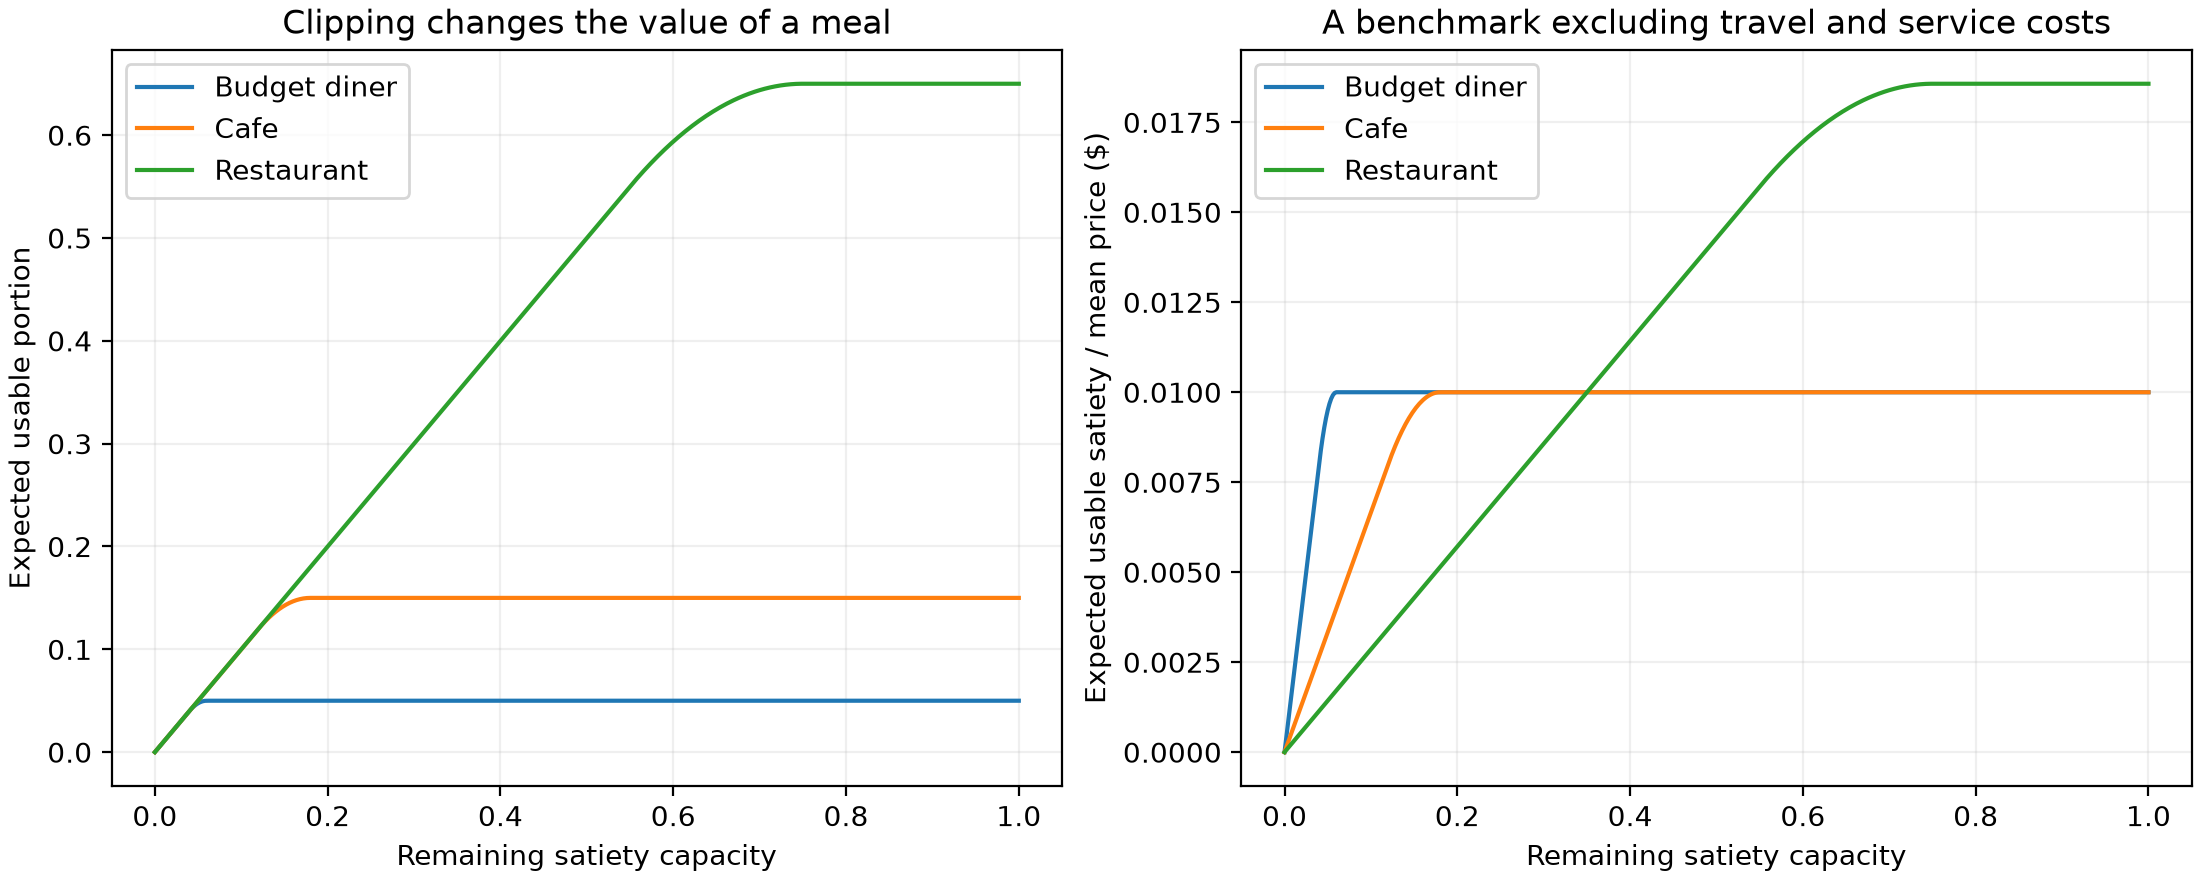 Clipping changes the value of a meal
Expected usable portion
0.6
0.5
0.4
0.3
0.2
0.1
0.0
Budget diner
Cafe
Restaurant
0.0 0.2 0.4 0.6 0.8 1.0
Remaining satiety capacity
A benchmark excluding travel and service costs
Expected usable satiety / mean price ($)
0.0175
0.0150
0.0125
0.0100
0.0075
0.0050
0.0025
0.0000
Budget diner
Cafe
Restaurant
0.0 0.2 0.4 0.6 0.8 1.0
Remaining satiety capacity